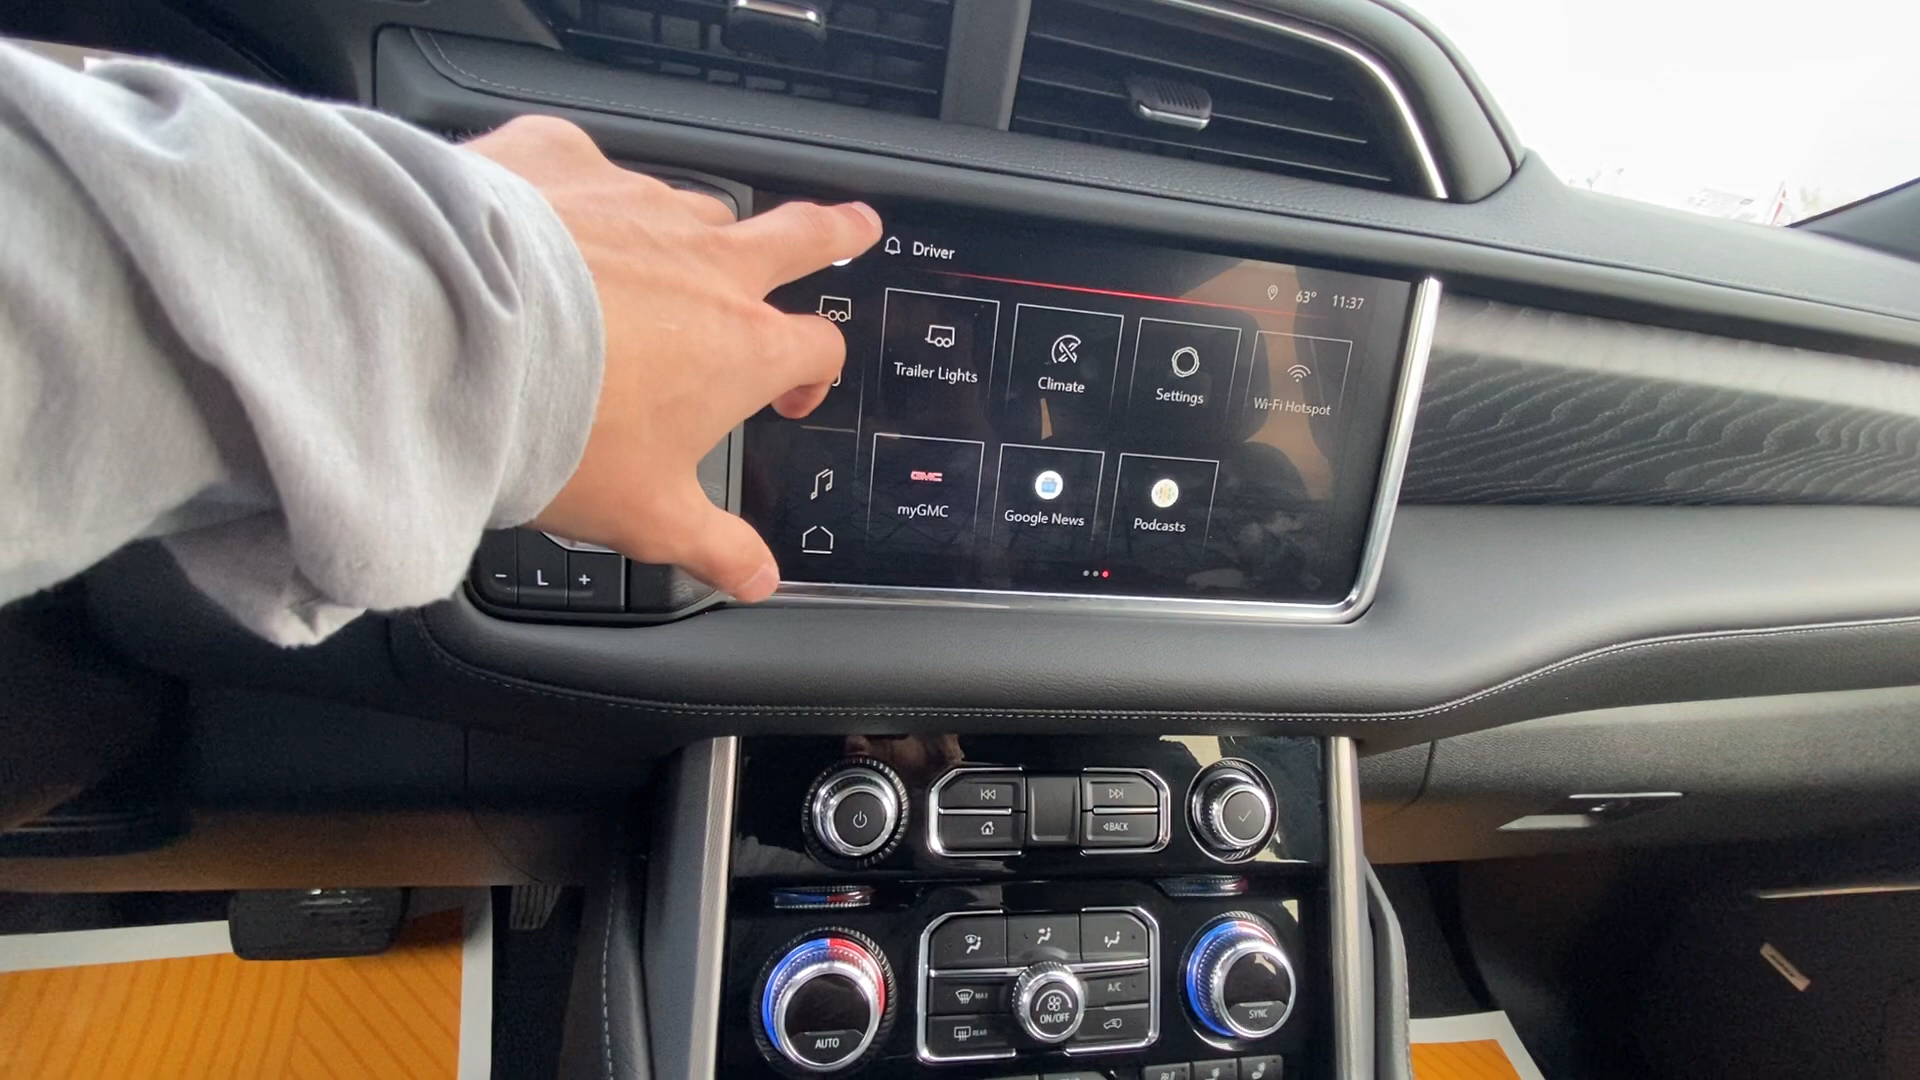 Driver
63° 11:37
Trailer Lights
Climate
Settings
Wi-Fi Hotspot
GMC
myGMC
Google News
Podcasts
− L +
BACK
MAX
A/C
ON/OFF
REAR
AUTO
SYNC